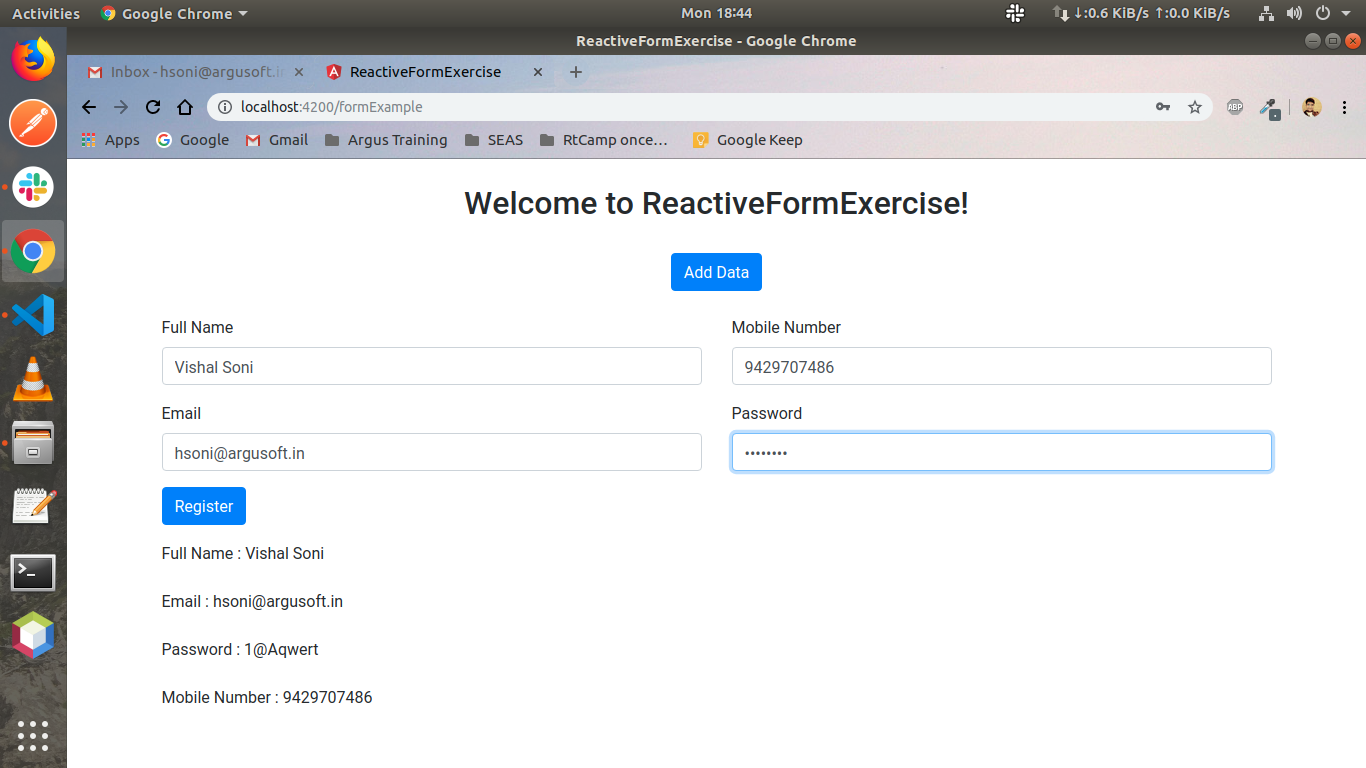 Activities Google Chrome Mon 18:44 ↓:0.6 KiB/s ↑:0.0 KiB/s
ReactiveFormExercise - Google Chrome
Inbox - hsoni@argusoft.in ReactiveFormExercise
localhost:4200/formExample ABP
Apps Google Gmail Argus Training SEAS RtCamp once… Google Keep
Welcome to ReactiveFormExercise!
Add Data
Full Name Mobile Number
Vishal Soni 9429707486
Email Password
hsoni@argusoft.in ••••••••
Register
Full Name : Vishal Soni
Email : hsoni@argusoft.in
Password : 1@Aqwert
Mobile Number : 9429707486